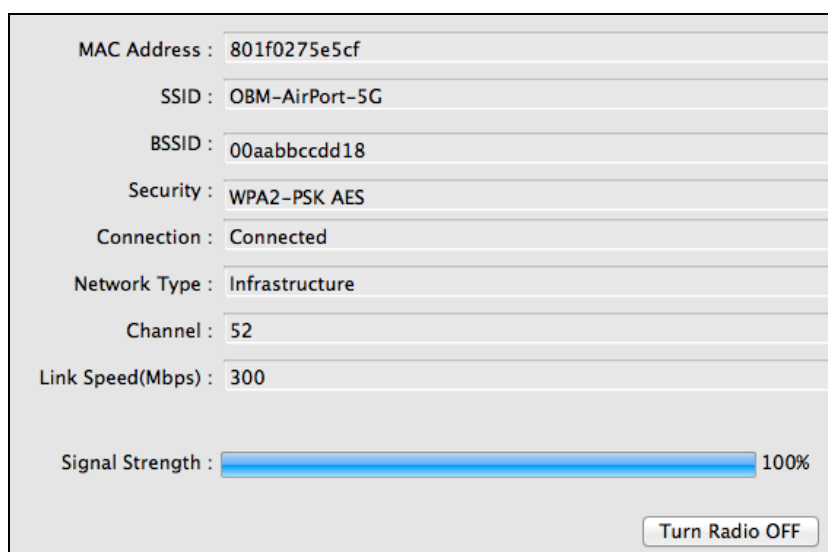 MAC Address : 801f0275e5cf
SSID : OBM-AirPort-5G
BSSID : 00aabbccdd18
Security : WPA2-PSK AES
Connection : Connected
Network Type : Infrastructure
Channel : 52
Link Speed(Mbps) : 300
Signal Strength : 100%
Turn Radio OFF